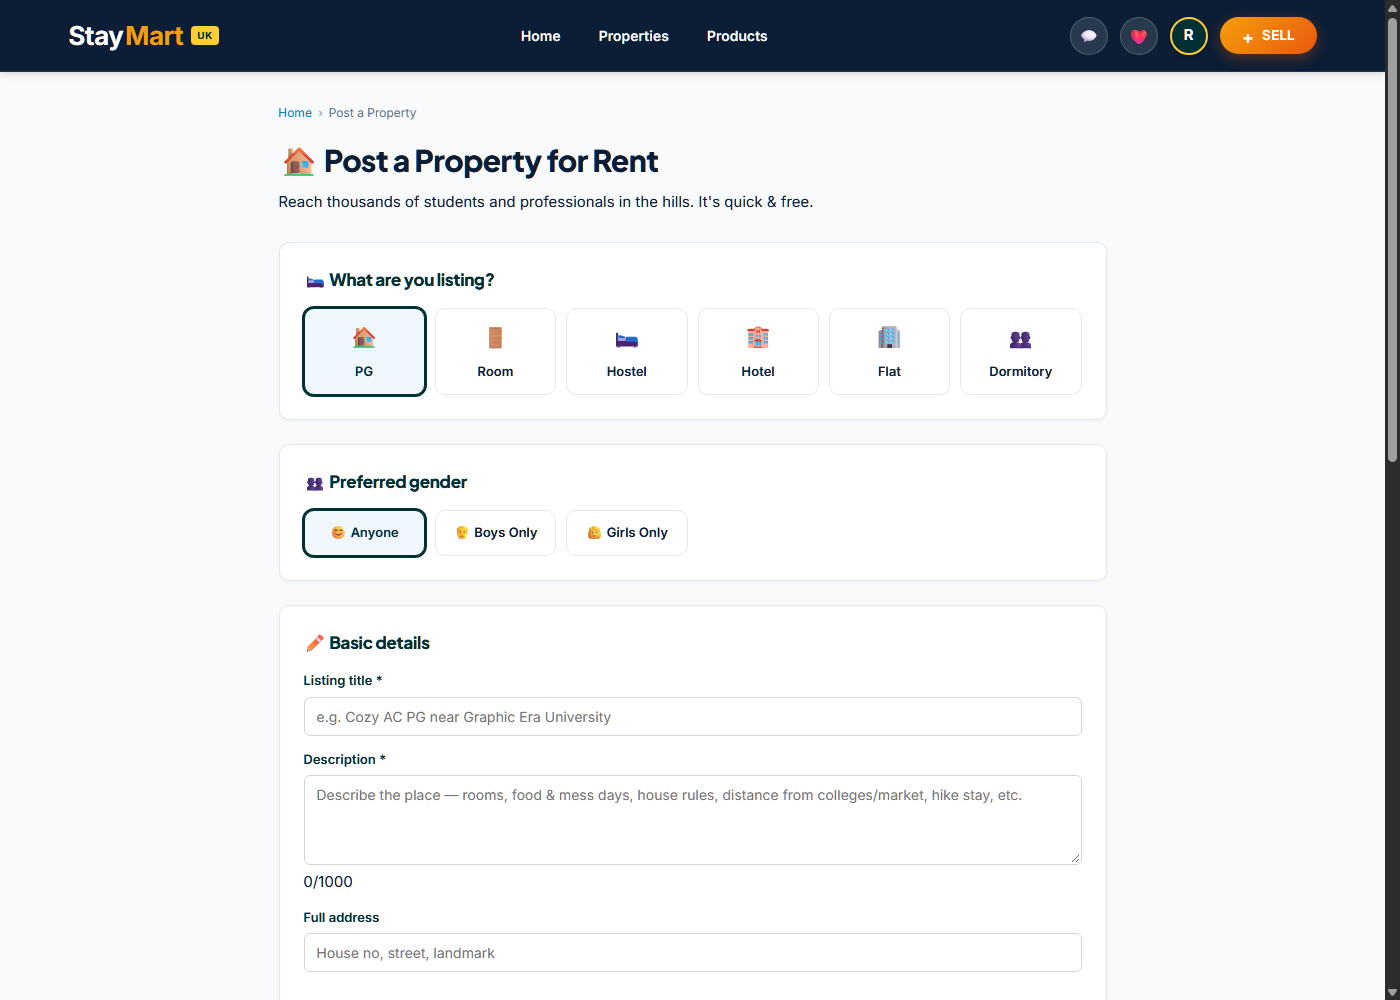 StayMart UK
Home Properties Products
R
+ SELL
Home › Post a Property
Post a Property for Rent
Reach thousands of students and professionals in the hills. It's quick & free.
What are you listing?
PG Room Hostel Hotel Flat Dormitory
Preferred gender
Anyone Boys Only Girls Only
Basic details
Listing title *
e.g. Cozy AC PG near Graphic Era University
Description *
Describe the place — rooms, food & mess days, house rules, distance from colleges/market, hike stay, etc.
0/1000
Full address
House no, street, landmark